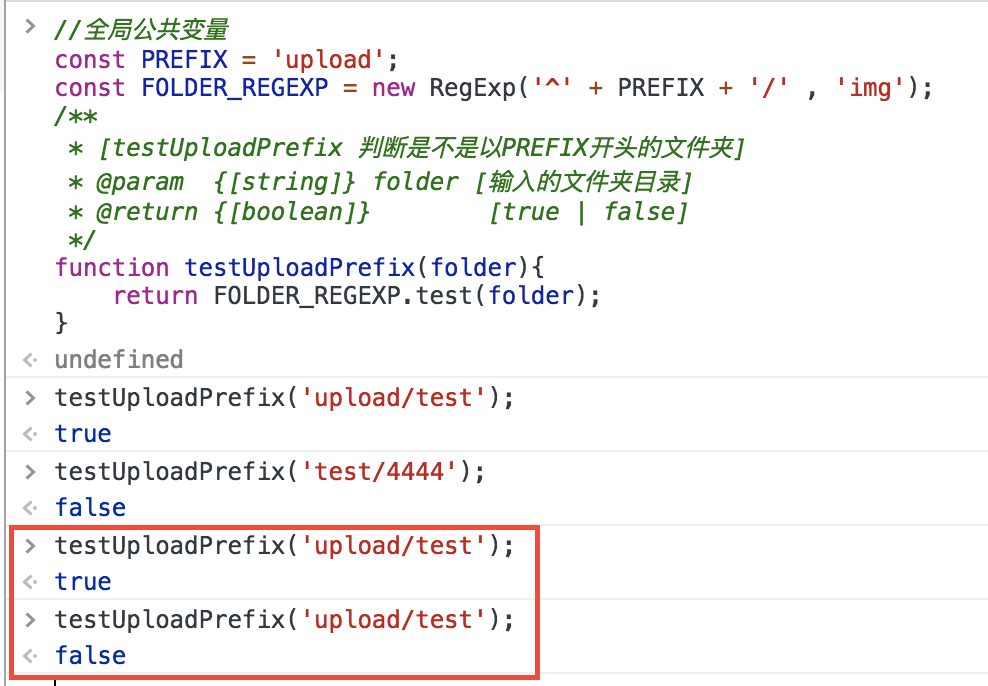 //全局公共变量
const PREFIX = 'upload';
const FOLDER_REGEXP = new RegExp('^' + PREFIX + '/' , 'img');
/**
 * [testUploadPrefix 判断是不是以PREFIX开头的文件夹]
 * @param  {[string]} folder [输入的文件夹目录]
 * @return {[boolean]}        [true | false]
 */
function testUploadPrefix(folder){
    return FOLDER_REGEXP.test(folder);
}
undefined
testUploadPrefix('upload/test');
true
testUploadPrefix('test/4444');
false
testUploadPrefix('upload/test');
true
testUploadPrefix('upload/test');
false